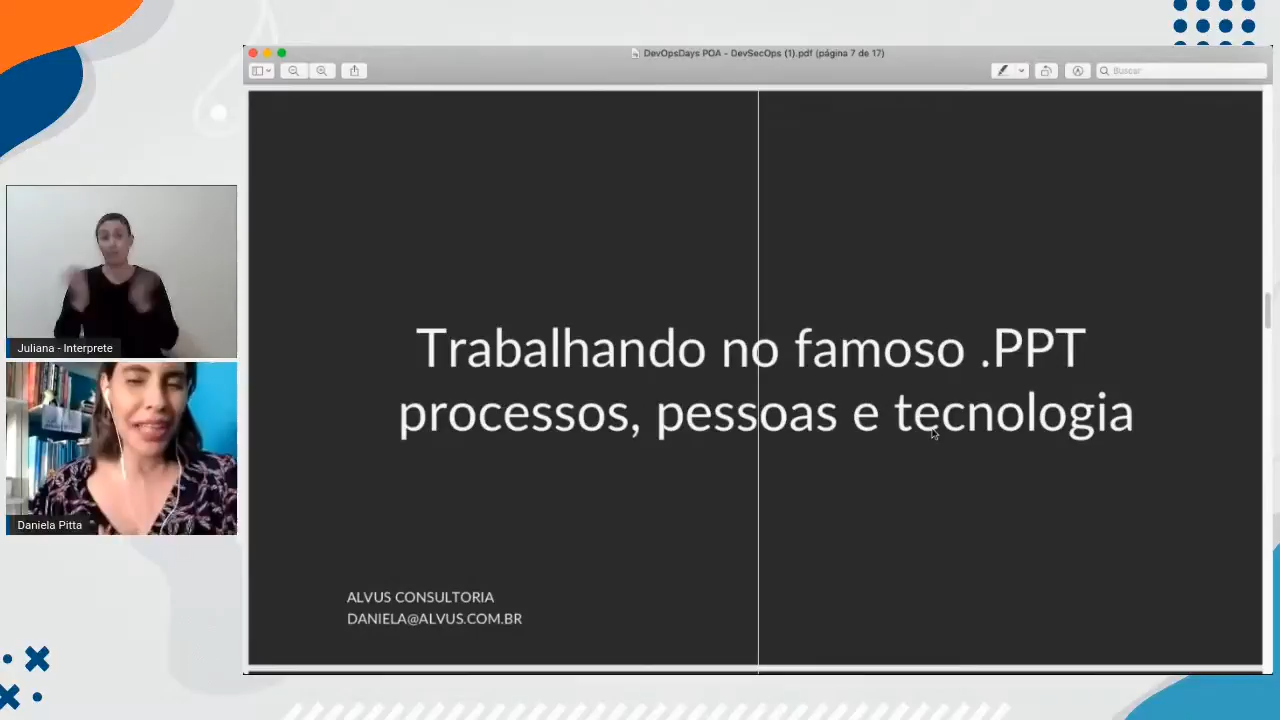 DevOpsDays POA - DevSecOps (1).pdf (página 7 de 17)
Buscar
Trabalhando no famoso .PPT
processos, pessoas e tecnologia
ALVUS CONSULTORIA
DANIELA@ALVUS.COM.BR
Juliana - Interprete
Daniela Pitta